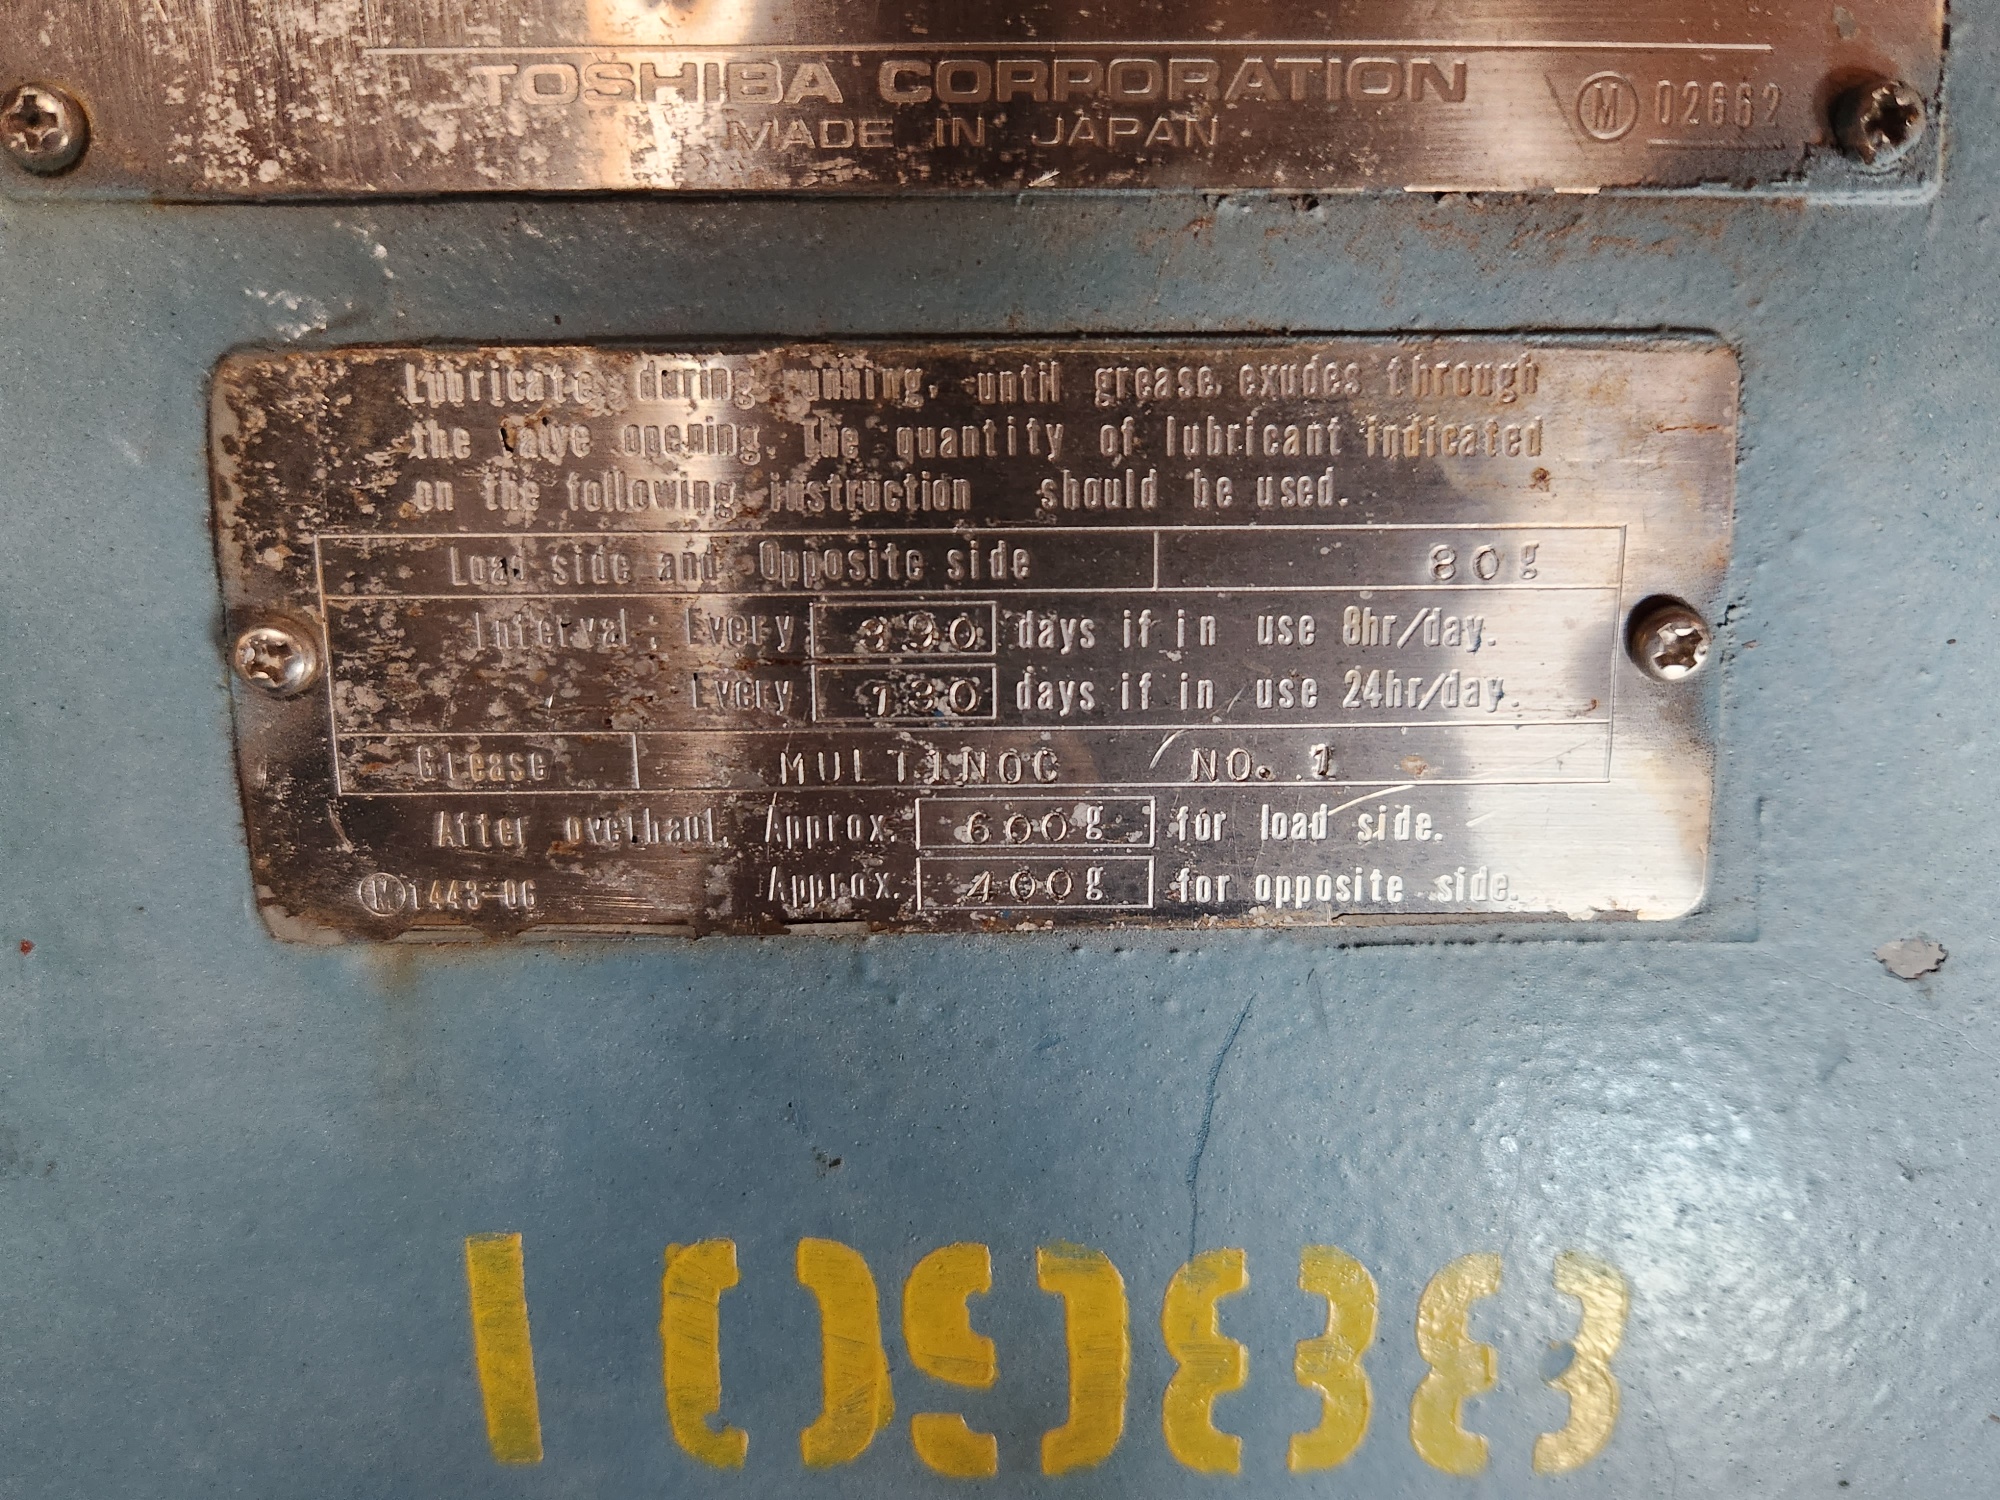 TOSHIBA CORPORATION
MADE IN JAPAN
M 02662
Lubricate during running, until grease exudes through
the valve opening. The quantity of lubricant indicated
on the following instruction should be used.
Load side and Opposite side 80g
Interval: Every 390 days if in use 8hr/day.
Every 130 days if in use 24hr/day.
Grease MULTINOC NO. 1
After overhaul. Approx. 600g for load side.
Approx. 400g for opposite side.
M 1443-06
10988